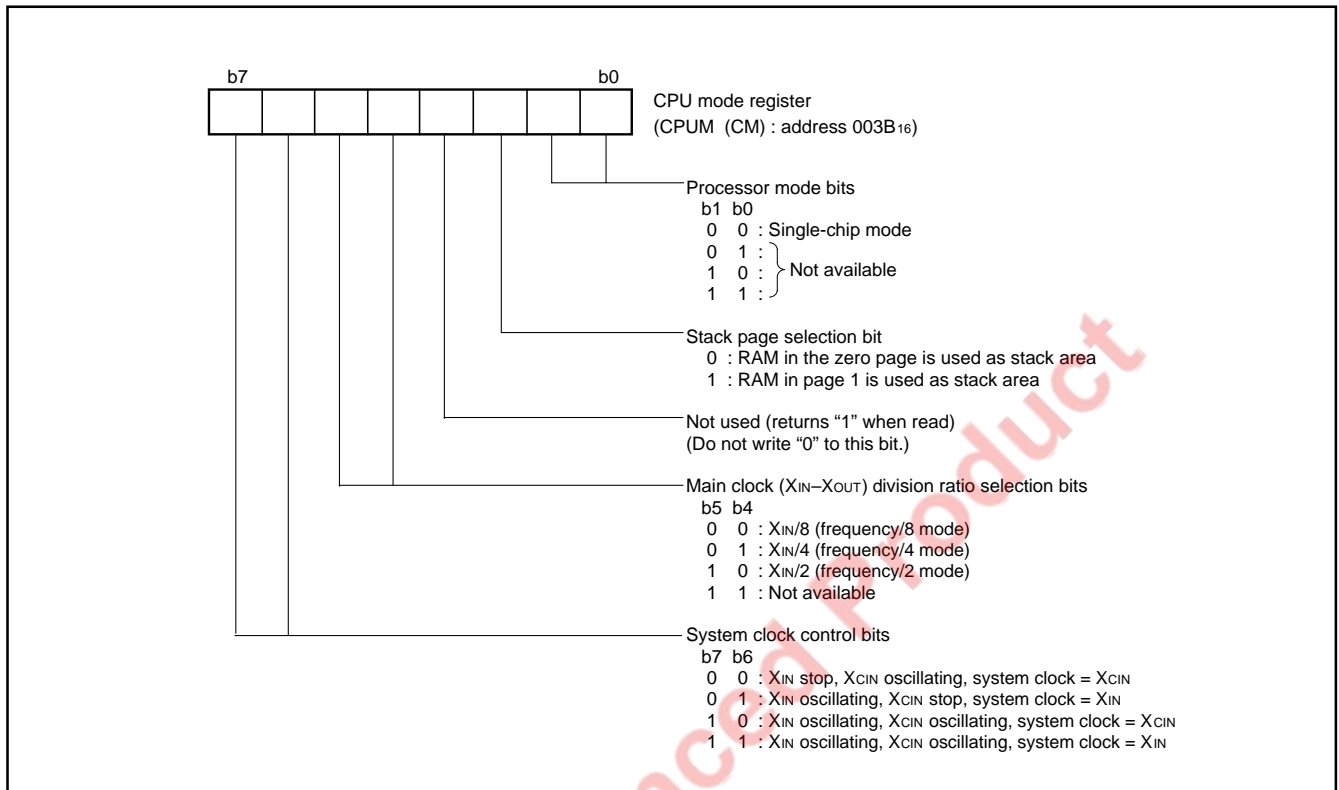 b7 b0
CPU mode register
(CPUM (CM) : address 003B16)
Processor mode bits
b1 b0
0 0 : Single-chip mode
0 1 :
1 0 : Not available
1 1 :
Stack page selection bit
0 : RAM in the zero page is used as stack area
1 : RAM in page 1 is used as stack area
Not used (returns “1” when read)
(Do not write “0” to this bit.)
Main clock (XIN–XOUT) division ratio selection bits
b5 b4
0 0 : XIN/8 (frequency/8 mode)
0 1 : XIN/4 (frequency/4 mode)
1 0 : XIN/2 (frequency/2 mode)
1 1 : Not available
System clock control bits
b7 b6
0 0 : XIN stop, XCIN oscillating, system clock = XCIN
0 1 : XIN oscillating, XCIN stop, system clock = XIN
1 0 : XIN oscillating, XCIN oscillating, system clock = XCIN
1 1 : XIN oscillating, XCIN oscillating, system clock = XIN
nced Product